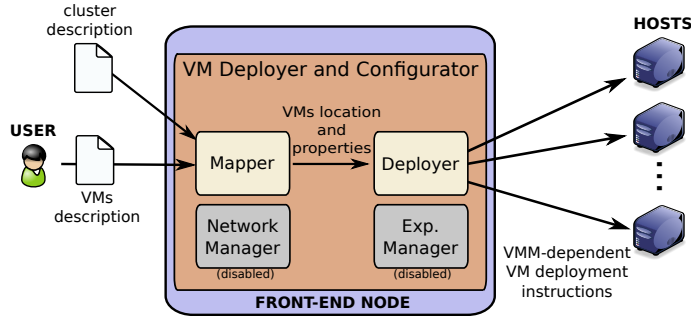 cluster
description
HOSTS
VM Deployer and Configurator
VMs location
and
properties
USER
Mapper
Deployer
VMs
description
Network
Manager
(disabled)
Exp.
Manager
(disabled)
VMM-dependent
VM deployment
instructions
FRONT-END NODE